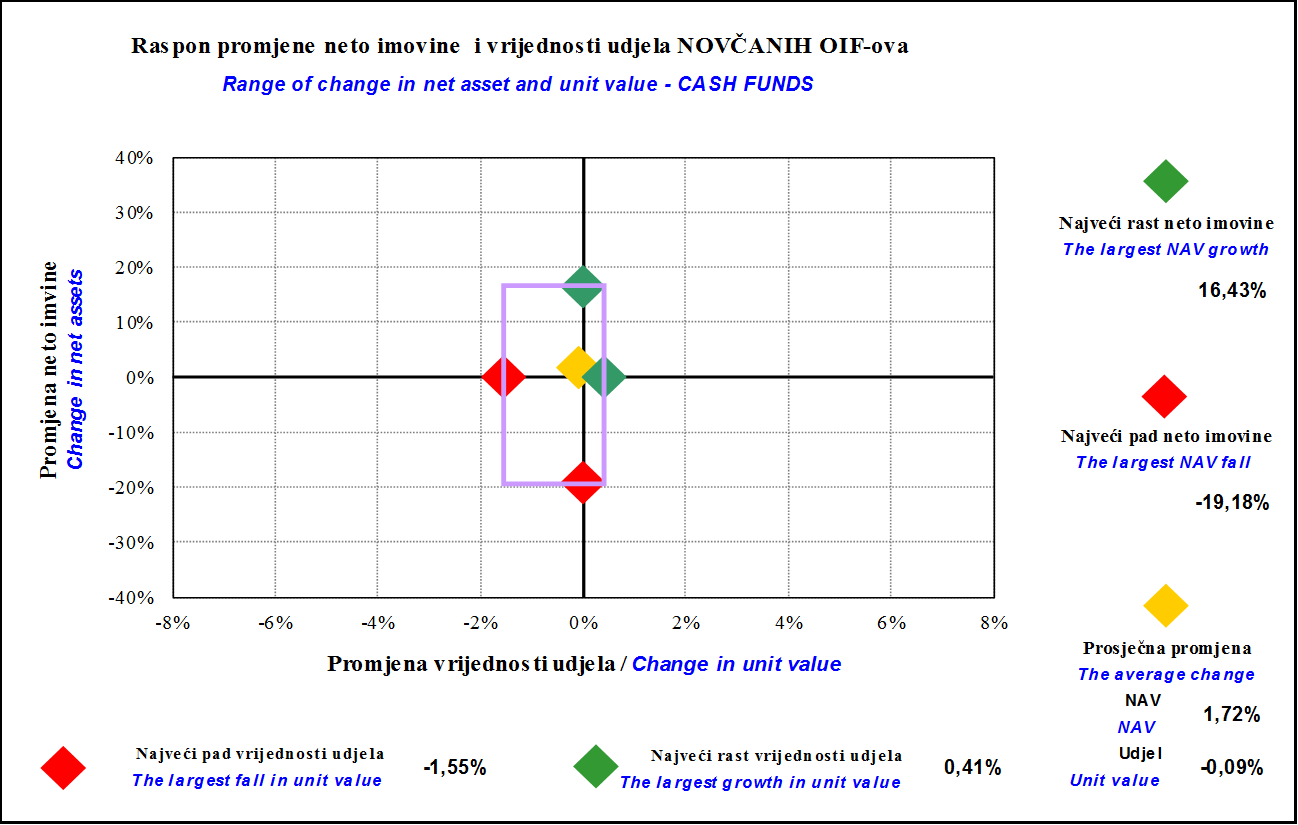 Raspon promjene neto imovine i vrijednosti udjela NOVČANIH OIF-ova
Range of change in net asset and unit value - CASH FUNDS
40%
30%
20%
10%
0%
-10%
-20%
-30%
-40%
-8%
-6%
-4%
-2%
0%
2%
4%
6%
8%
Promjena neto imvine
Change in net assets
Promjena vrijednosti udjela / Change in unit value
Najveći rast neto imovine
The largest NAV growth
16,43%
Najveći pad neto imovine
The largest NAV fall
-19,18%
Prosječna promjena
The average change
NAV
NAV
1,72%
Udjel
Unit value
-0,09%
Najveći pad vrijednosti udjela
The largest fall in unit value
-1,55%
Najveći rast vrijednosti udjela
The largest growth in unit value
0,41%